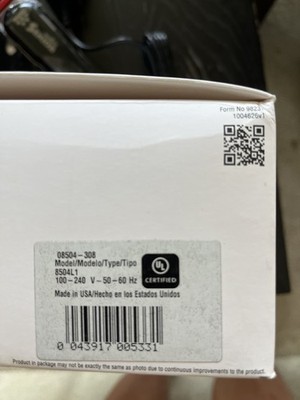 Form No 982
1004626v1
08504-308
Model/Modelo/Type/Tipo
8504L1
100-240 V-50-60 Hz
UL
CERTIFIED
Made in USA/Hecho en los Estados Unidos
0 043917 005331
Product in package may not be exactly the same as photo due to continuous improvements to the product.